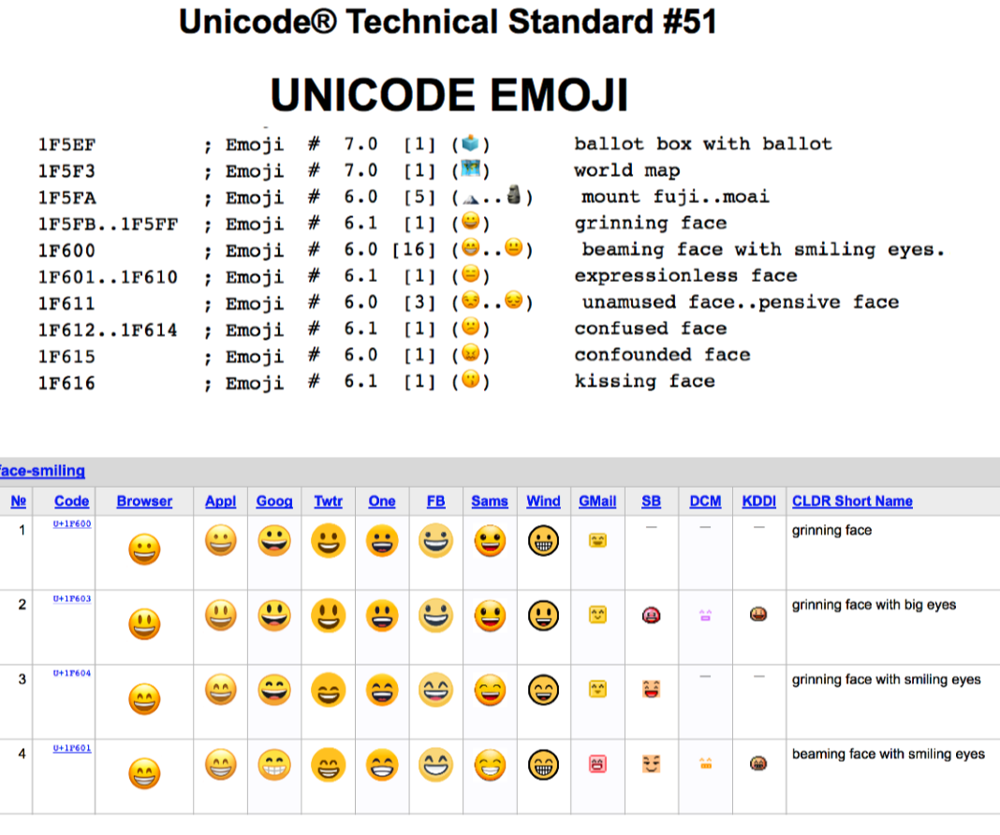 Unicode® Technical Standard #51
UNICODE EMOJI
1F5EF ; Emoji # 7.0 [1] (🗳) ballot box with ballot
1F5F3 ; Emoji # 7.0 [1] (🗺) world map
1F5FA ; Emoji # 6.0 [5] (🗻..🗿) mount fuji..moai
1F5FB..1F5FF ; Emoji # 6.1 [1] (😀) grinning face
1F600 ; Emoji # 6.0 [16] (😁..😐) beaming face with smiling eyes.
1F601..1F610 ; Emoji # 6.1 [1] (😑) expressionless face
1F611 ; Emoji # 6.0 [3] (😒..😔) unamused face..pensive face
1F612..1F614 ; Emoji # 6.1 [1] (😕) confused face
1F615 ; Emoji # 6.0 [1] (😖) confounded face
1F616 ; Emoji # 6.1 [1] (😗) kissing face
face-smiling
№ Code Browser Appl Goog Twtr One FB Sams Wind GMail SB DCM KDDI CLDR Short Name
1 U+1F600 — — — grinning face
2 U+1F603 grinning face with big eyes
3 U+1F604 — — grinning face with smiling eyes
4 U+1F601 beaming face with smiling eyes